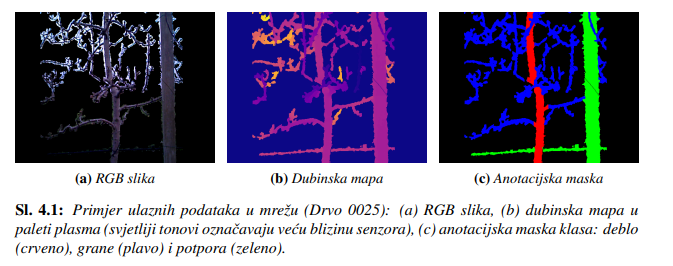 (a) RGB slika
(b) Dubinska mapa
(c) Anotacijska maska
Sl. 4.1: Primjer ulaznih podataka u mrežu (Drvo 0025): (a) RGB slika, (b) dubinska mapa u
paleti plasma (svjetliji tonovi označavaju veću blizinu senzora), (c) anotacijska maska klasa: deblo
(crveno), grane (plavo) i potpora (zeleno).